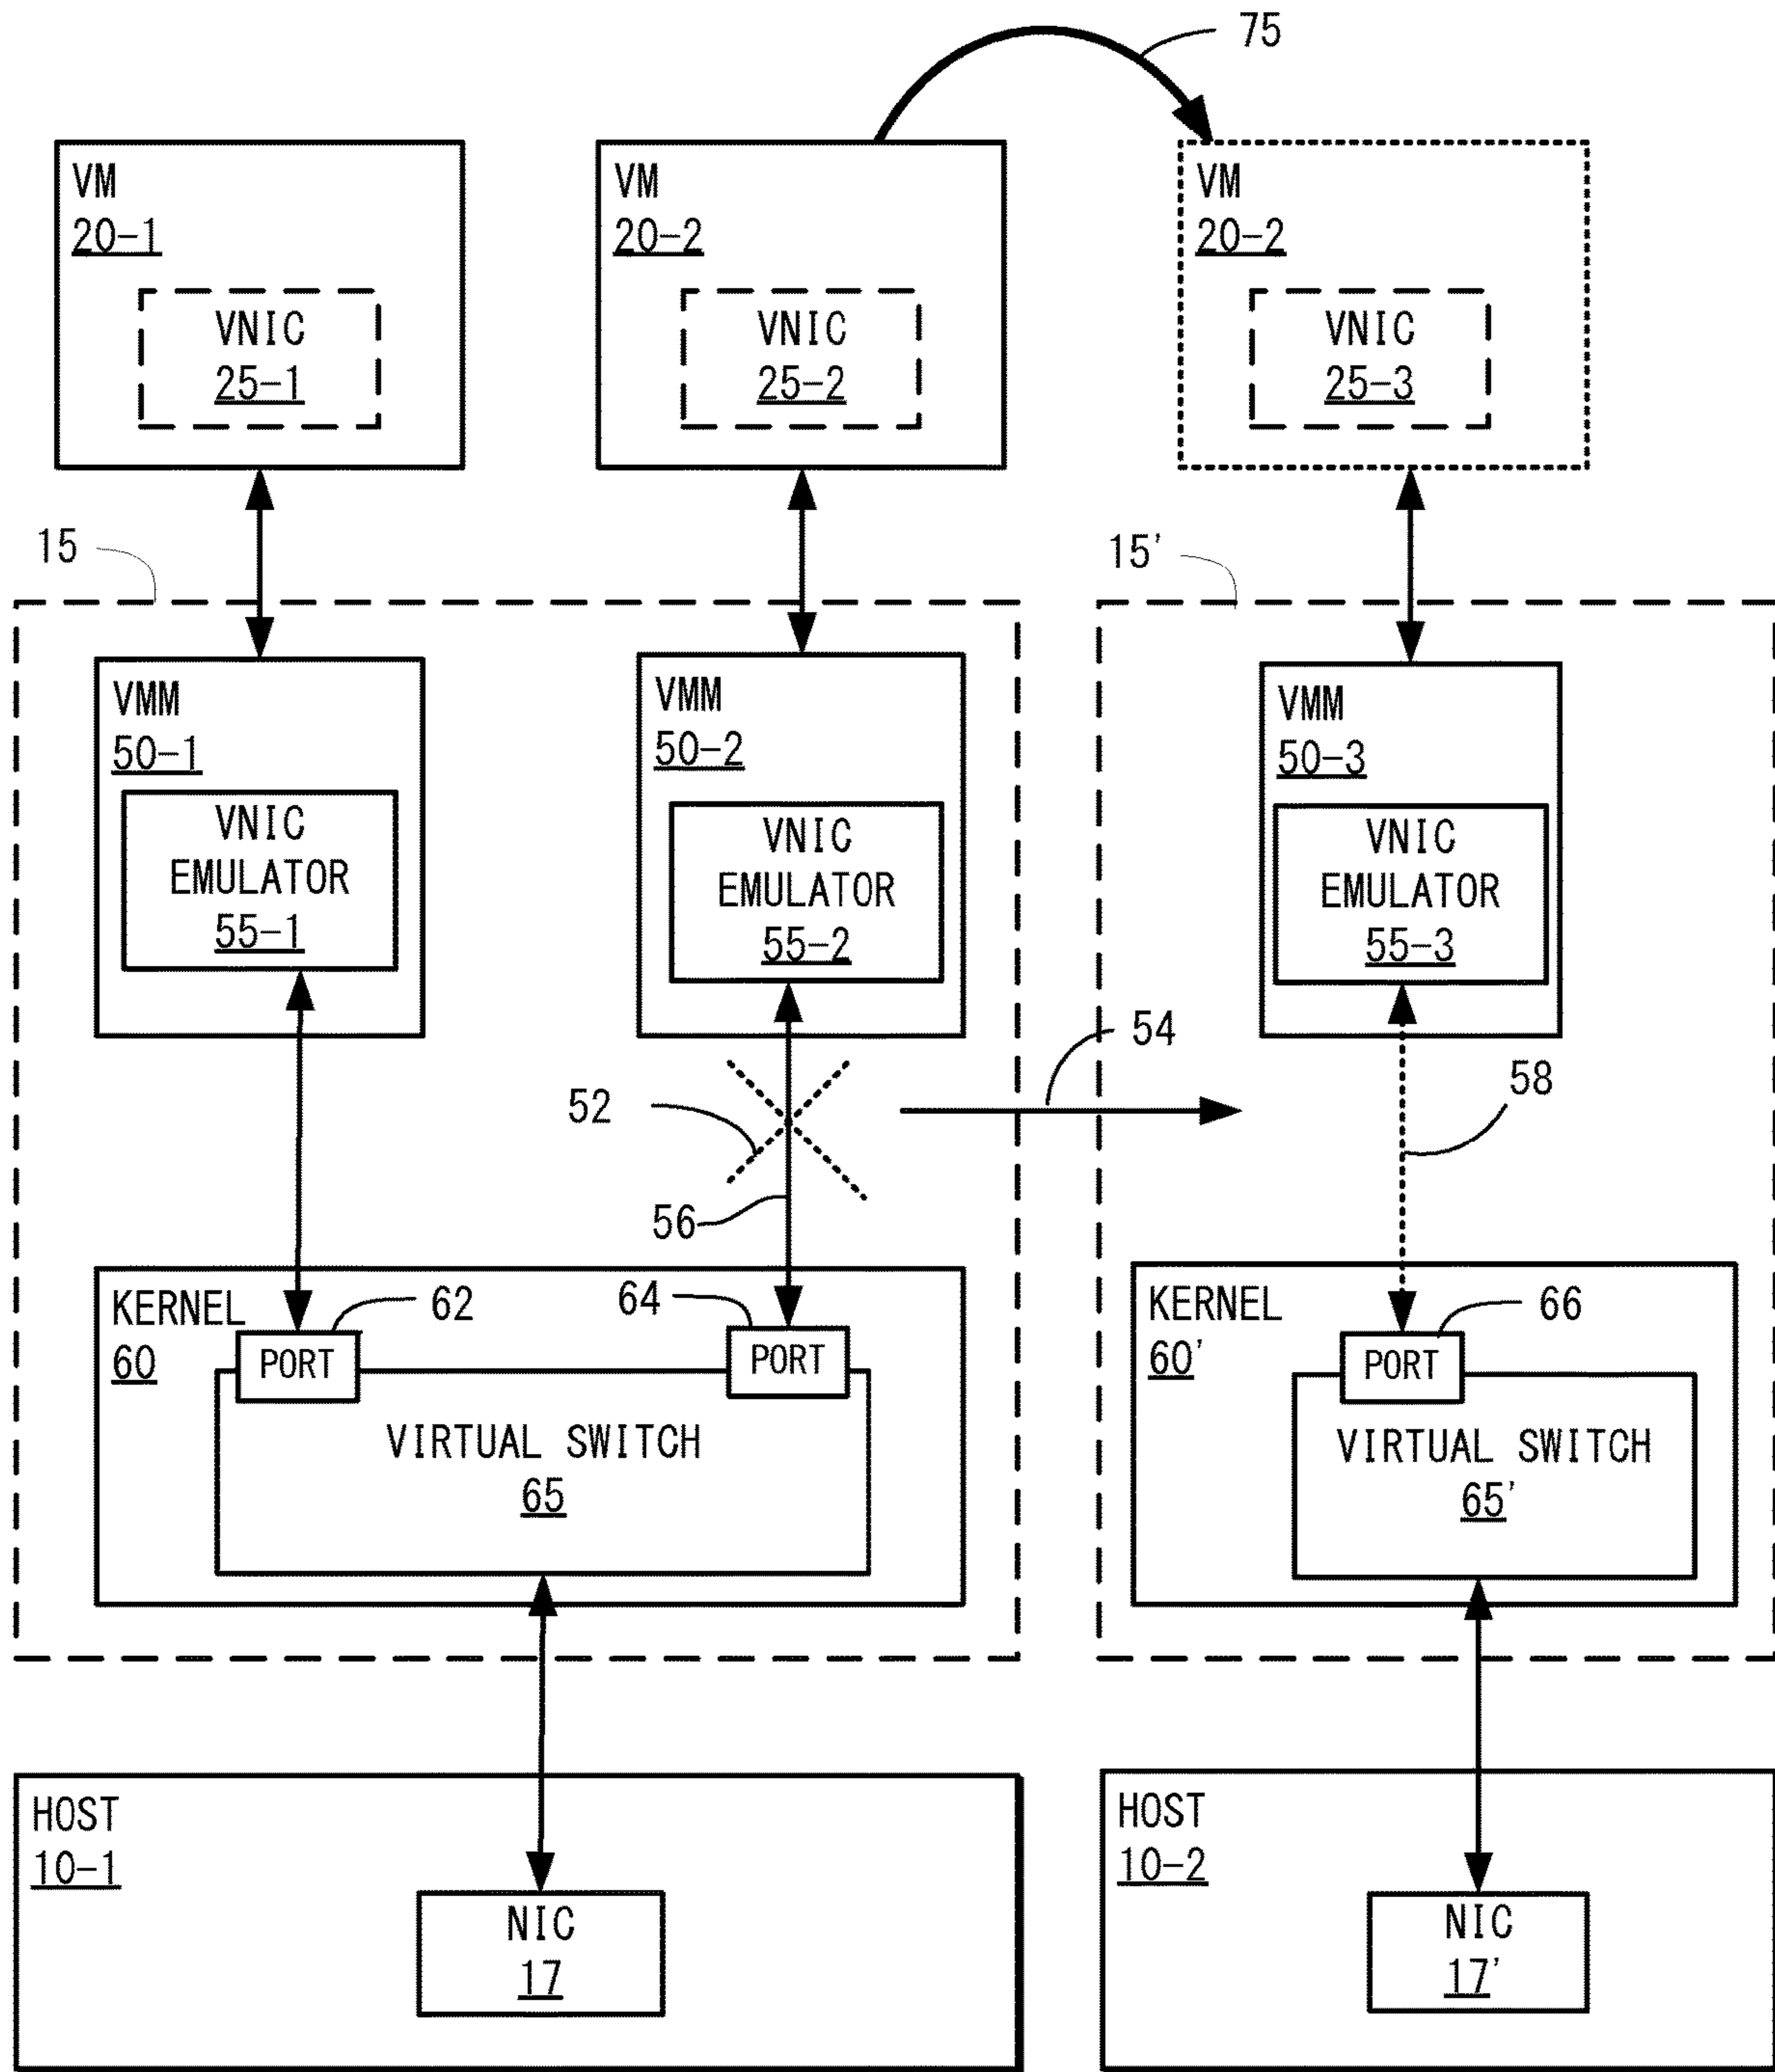 75
VM
20-1
VNIC
25-1
VM
20-2
VNIC
25-2
VM
20-2
VNIC
25-3
15
15'
VMM
50-1
VNIC
EMULATOR
55-1
VMM
50-2
VNIC
EMULATOR
55-2
VMM
50-3
VNIC
EMULATOR
55-3
52
54
56
58
KERNEL
60
62
PORT
64
PORT
VIRTUAL SWITCH
65
KERNEL
60'
66
PORT
VIRTUAL SWITCH
65'
HOST
10-1
NIC
17
HOST
10-2
NIC
17'